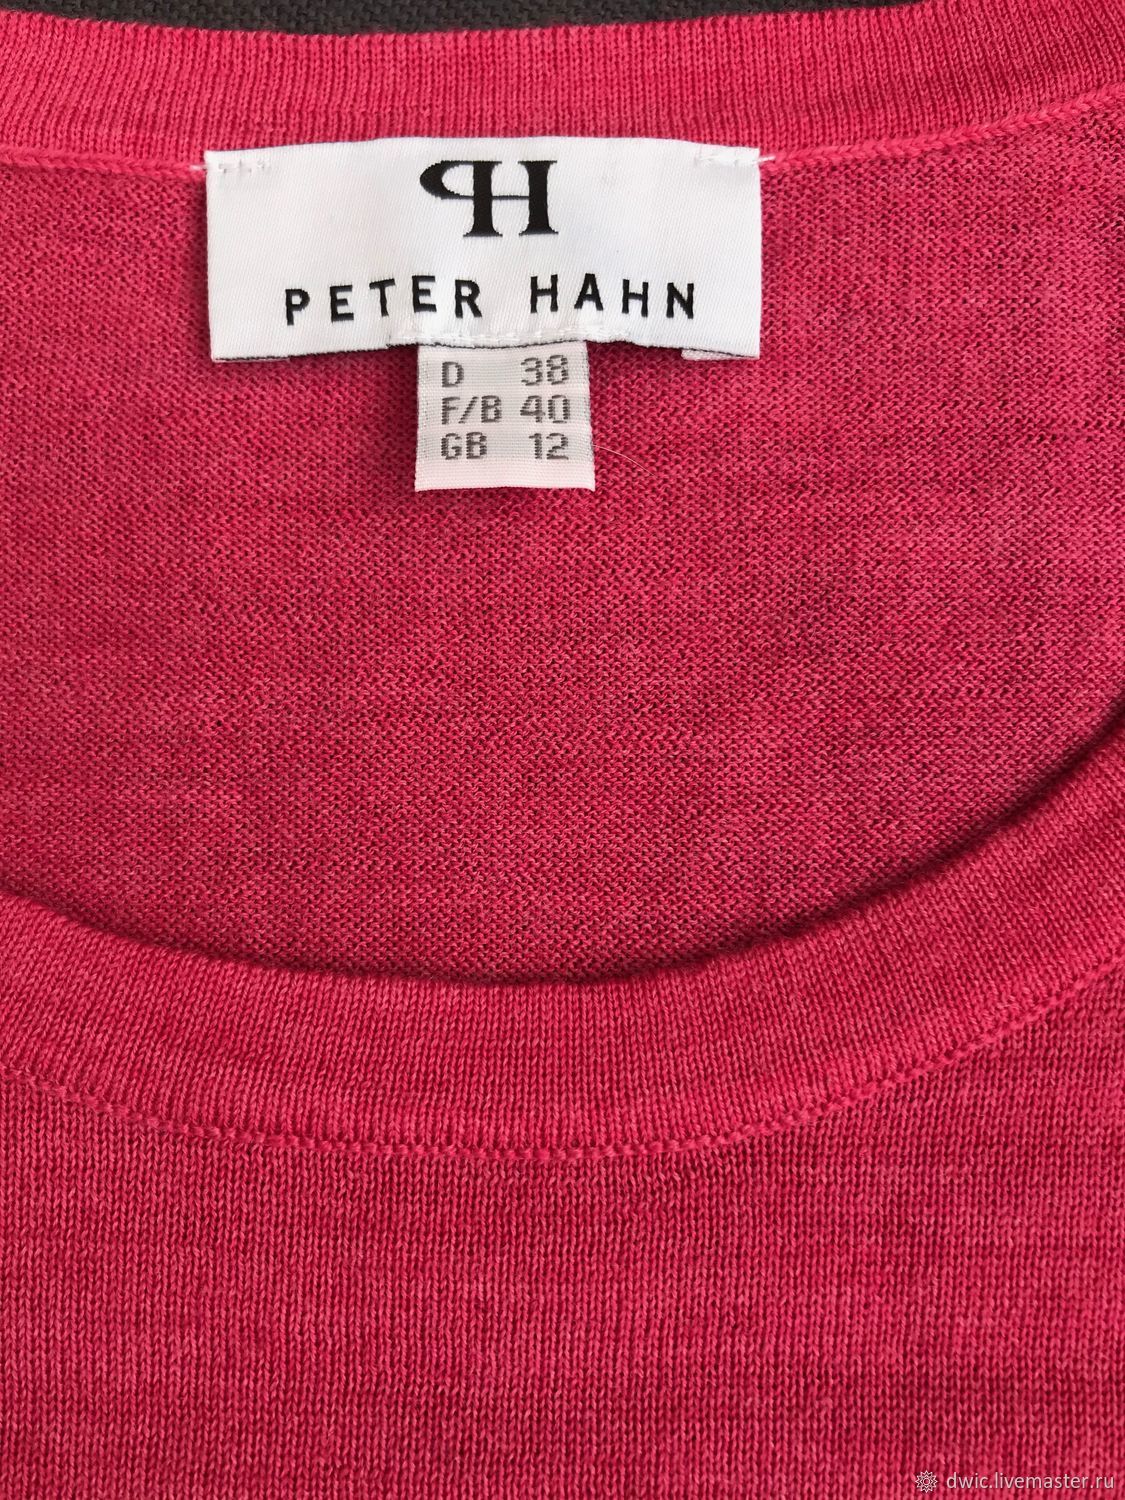 PH
PETER HAHN
D 38
F/B 40
GB 12
dwic.livemaster.ru